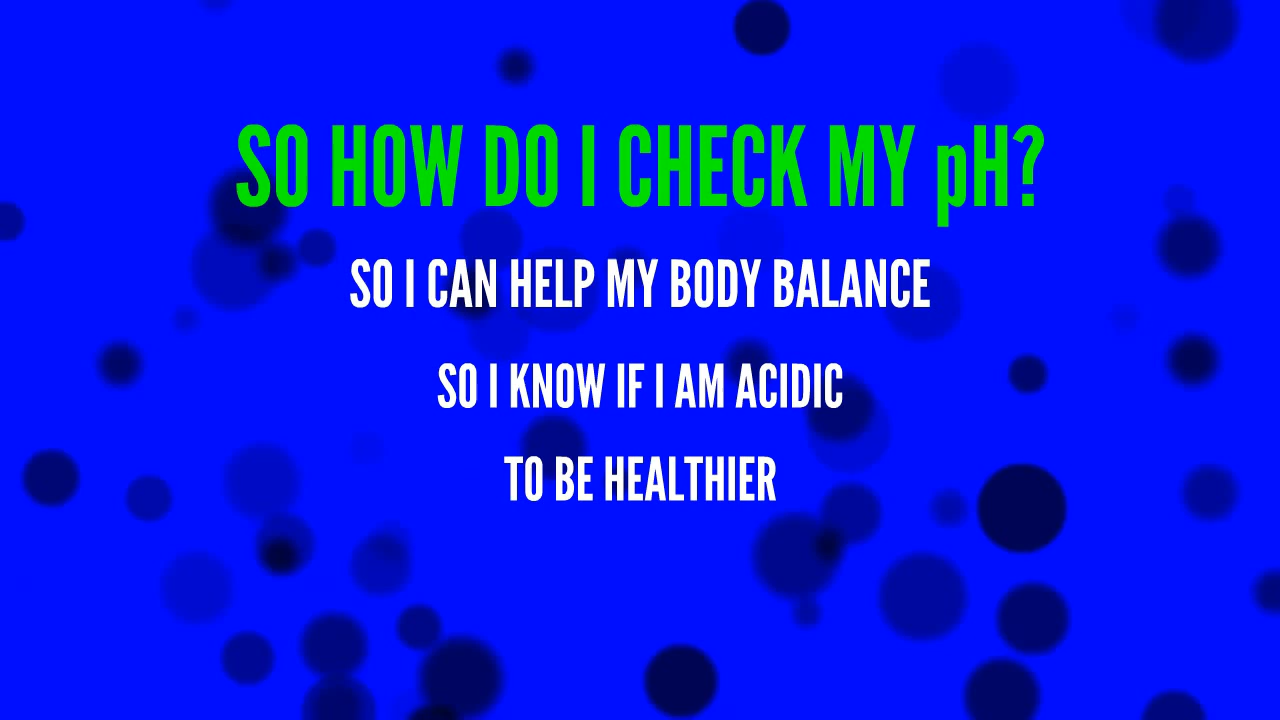 SO HOW DO I CHECK MY pH?
SO I CAN HELP MY BODY BALANCE
SO I KNOW IF I AM ACIDIC
TO BE HEALTHIER